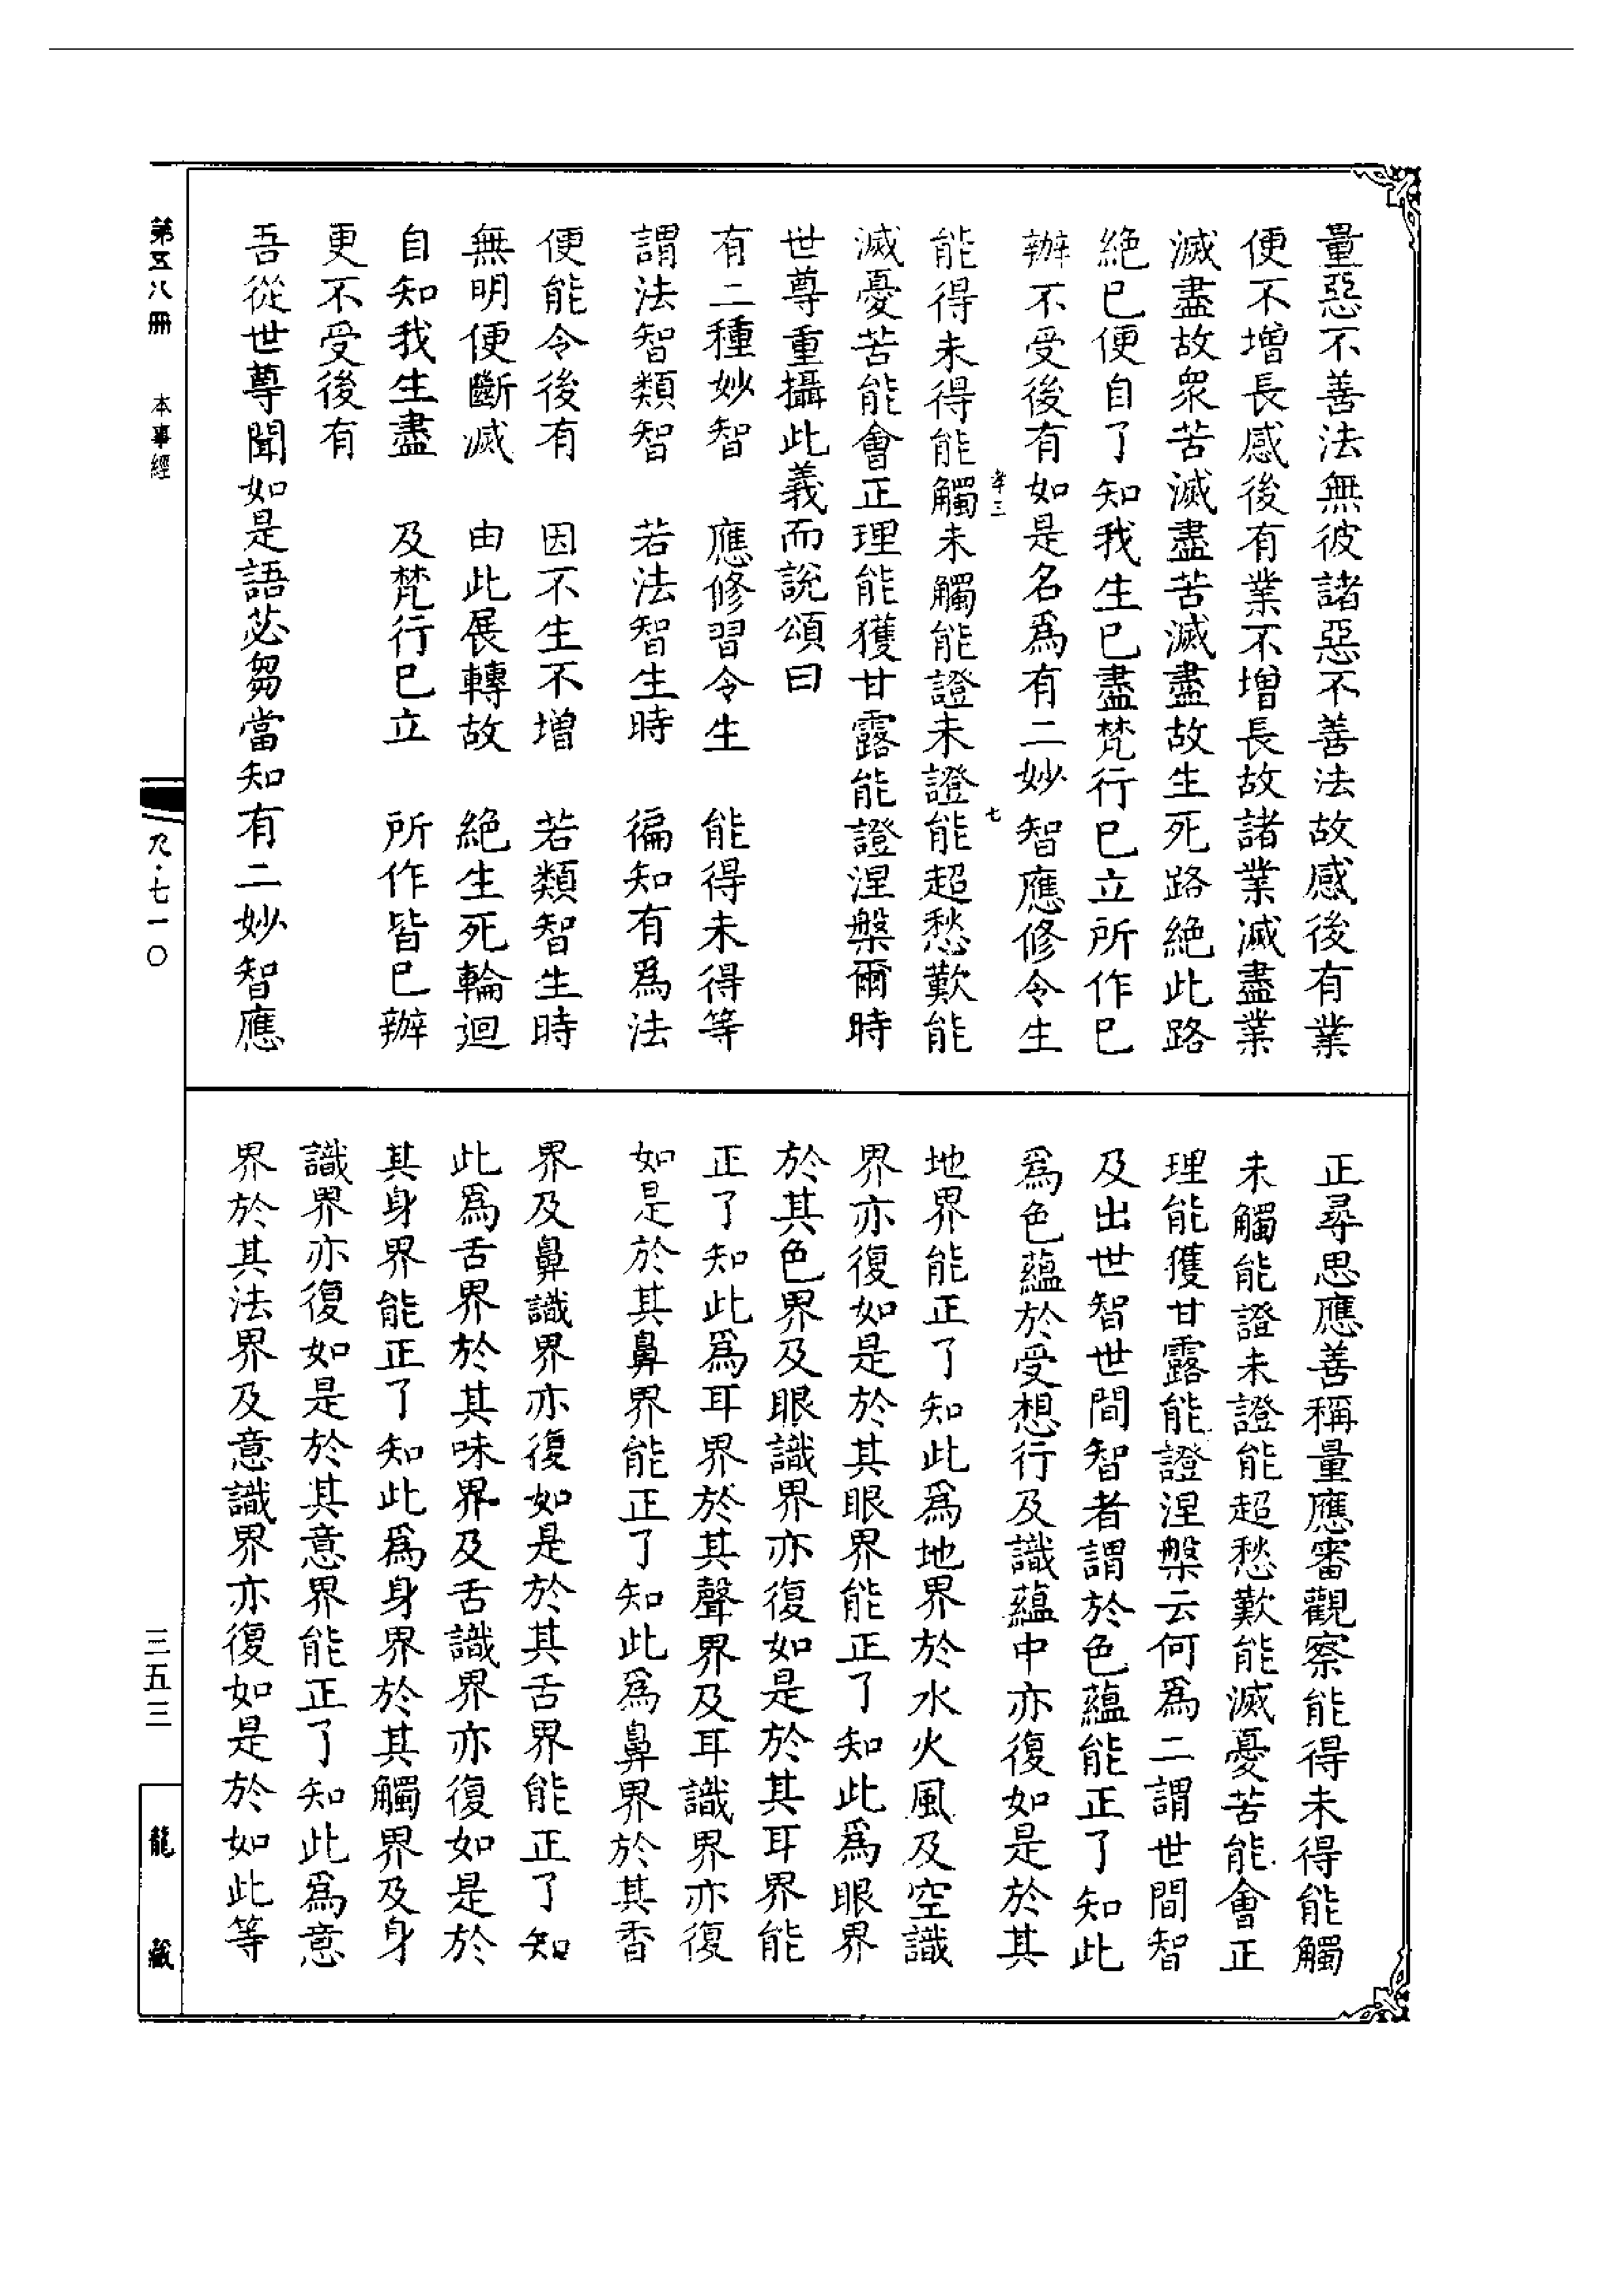 量惡不善法無彼諸惡不善法故感後有業
便不增長感後有業不增長故諸業滅盡業
滅盡故衆苦滅盡苦滅盡故生死路絕此路
絕已便自了知我生已盡梵行已立所作已
辦不受後有如是名爲有二妙智應修令生
能得未得能觸未觸能證未證能超愁歎能
滅憂苦能會正理能獲甘露能證涅槃爾時
世尊重攝此義而說頌曰
有二種妙智　應修習令生　能得未得等
謂法智類智　若法智生時　徧知有爲法
便能令後有　因不生不增　若類智生時
無明便斷滅　由此展轉故　絕生死輪迴
自知我生盡　及梵行已立　所作皆已辦
更不受後有
吾從世尊聞如是語苾芻當知有二妙智應
正尋思應善稱量應審觀察能得未得能觸
未觸能證未證能超愁歎能滅憂苦能會正
理能獲甘露能證涅槃云何爲二謂世間智
及出世智世間智者謂於色蘊能正了知此
爲色蘊於受想行及識蘊中亦復如是於其
地界能正了知此爲地界於水火風及空識
界亦復如是於其眼界能正了知此爲眼界
於其色界及眼識界亦復如是於其耳界能
正了知此爲耳界於其聲界及耳識界亦復
如是於其鼻界能正了知此爲鼻界於其香
界及鼻識界亦復如是於其舌界能正了知
此爲舌界於其味界及舌識界亦復如是於
其身界能正了知此爲身界於其觸界及身
識界亦復如是於其意界能正了知此爲意
界於其法界及意識界亦復如是於如此等
第五八冊　本事經
七一〇
三五三
龍藏
七